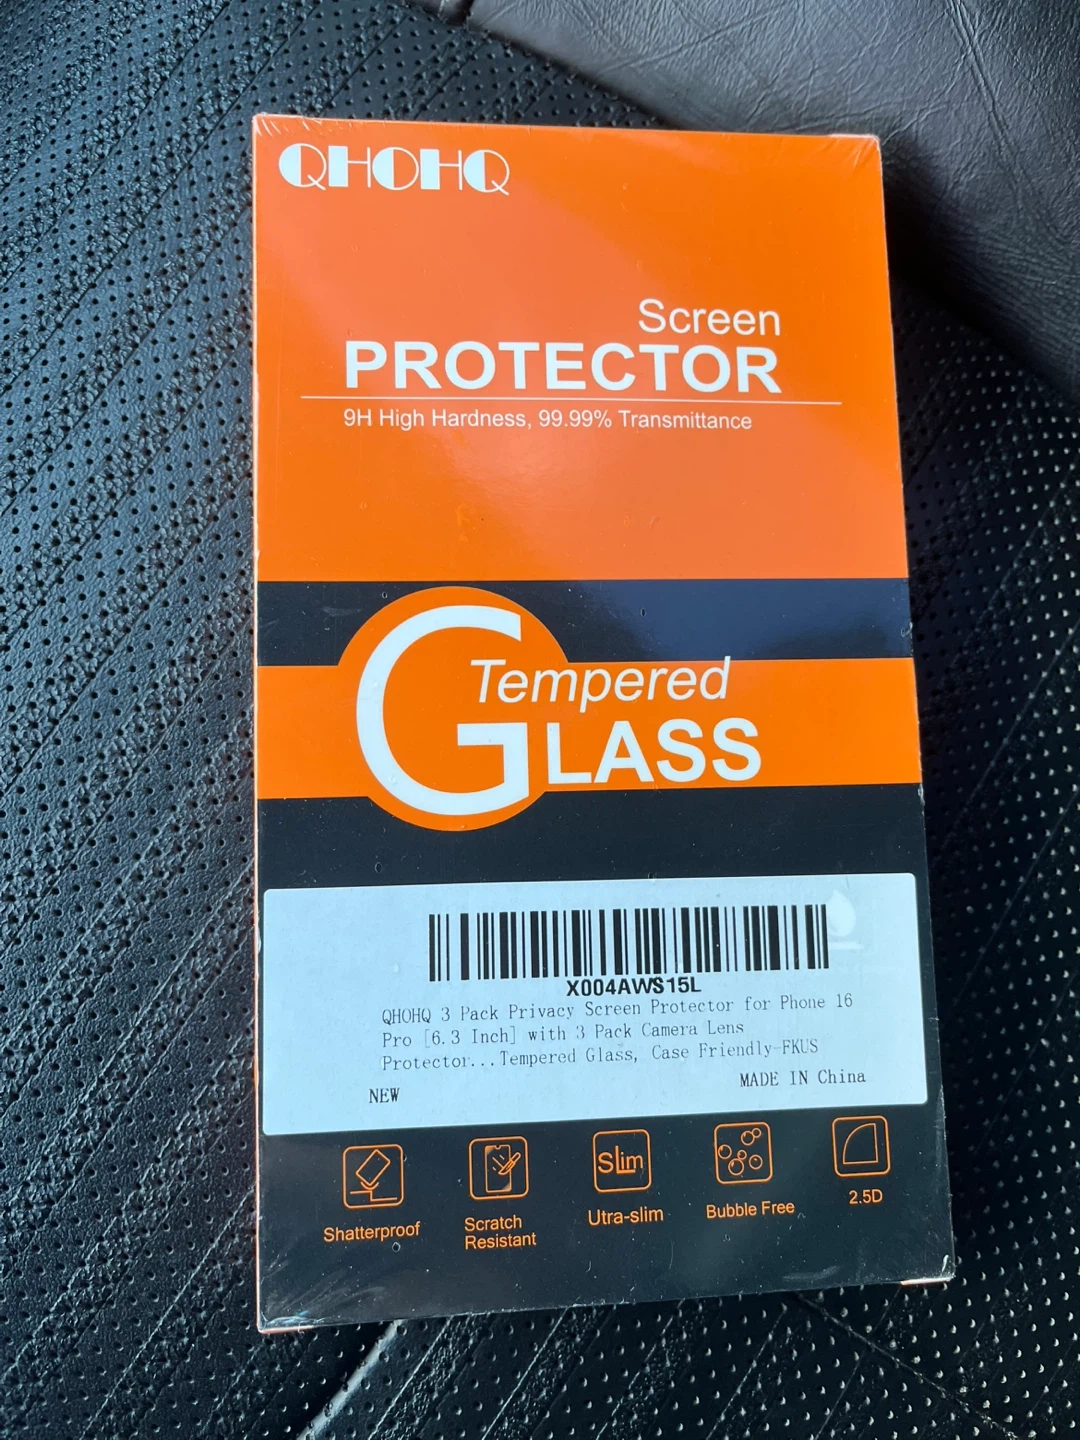 QHOHQ
Screen
PROTECTOR
9H High Hardness, 99.99% Transmittance
Tempered
GLASS
X004AWS15L
QHOHQ 3 Pack Privacy Screen Protector for Phone 16
Pro [6.3 Inch] with 3 Pack Camera Lens
Protector...Tempered Glass, Case Friendly-FKUS
NEW
MADE IN China
SLim
Shatterproof
Scratch
Resistant
Utra-slim
Bubble Free
2.5D